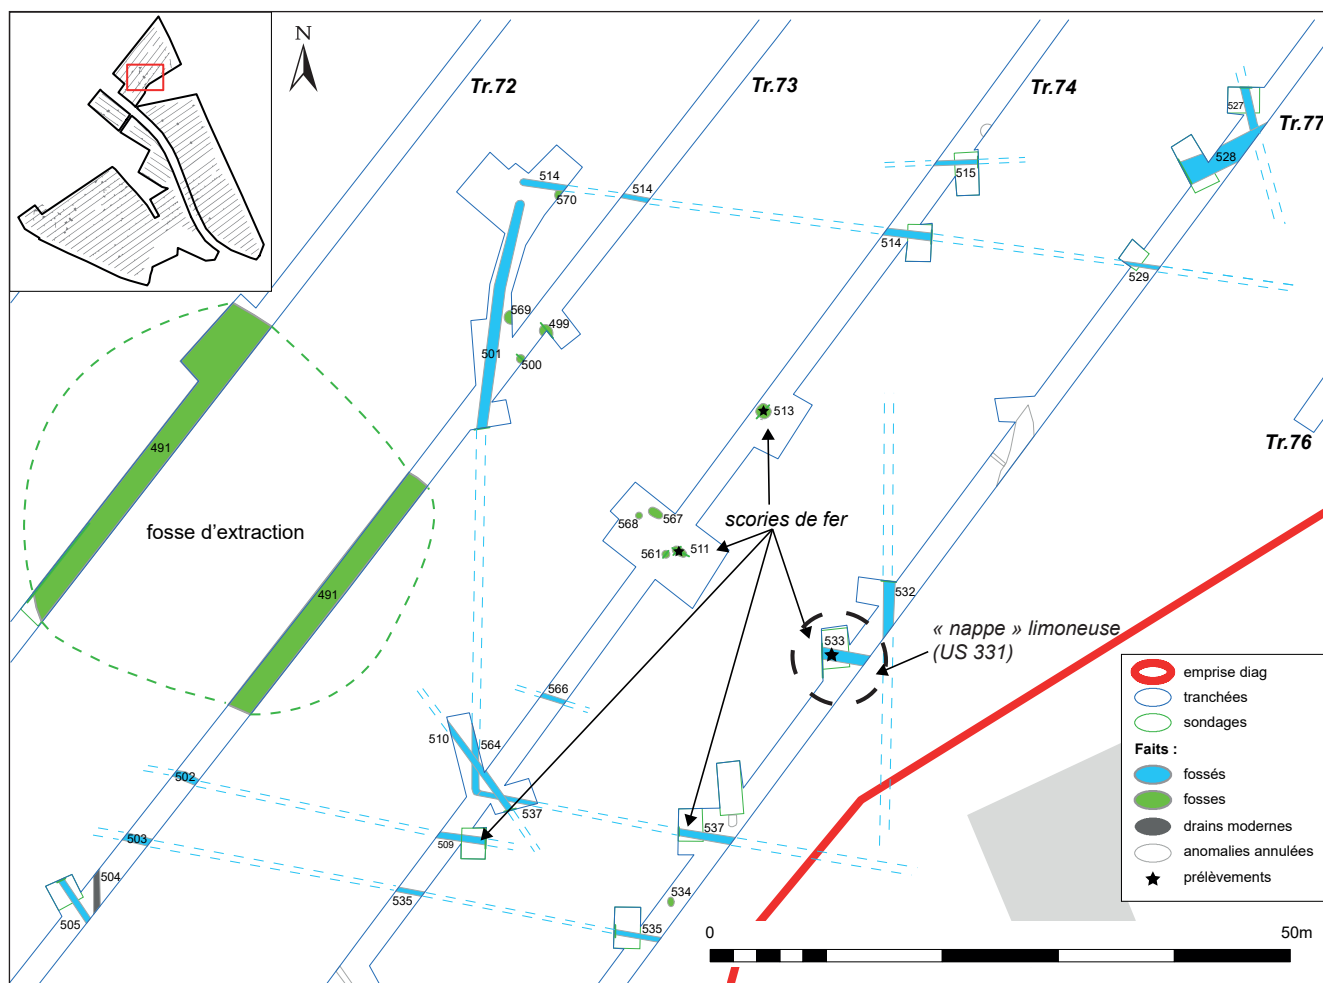 N
Tr.72
Tr.73
Tr.74
Tr.77
527
528
514
570
514
515
514
529
569
499
501
500
491
513
Tr.76
fosse d'extraction
scories de fer
568
567
561
511
491
532
533
« nappe » limoneuse
(US 331)
566
510
564
502
537
503
509
537
504
505
535
534
535
emprise diag
tranchées
sondages
Faits :
fossés
fosses
drains modernes
anomalies annulées
prélèvements
0
50m